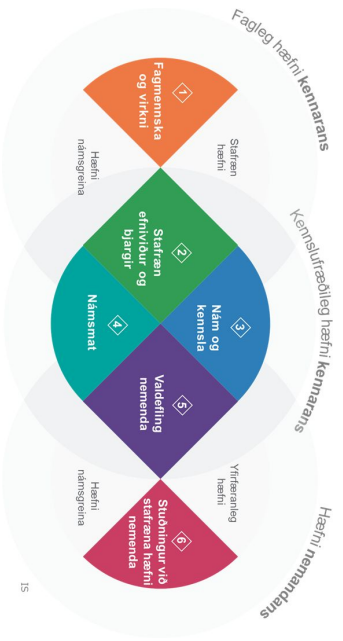 Fagleg hæfni kennarans
Kennslufræðileg hæfni kennarans
Hæfni nemandans
Stafræn
hæfni
Hæfni
námsgreina
1
Fagmennska
og virkni
2
Stafræn
efniviður og
bjargir
3
Nám og
kennsla
4
Námsmat
5
Valdefling
nemenda
Yfirfæranleg
hæfni
Hæfni
námsgreina
6
Stuðningur við
stafræna hæfni
nemenda
IS